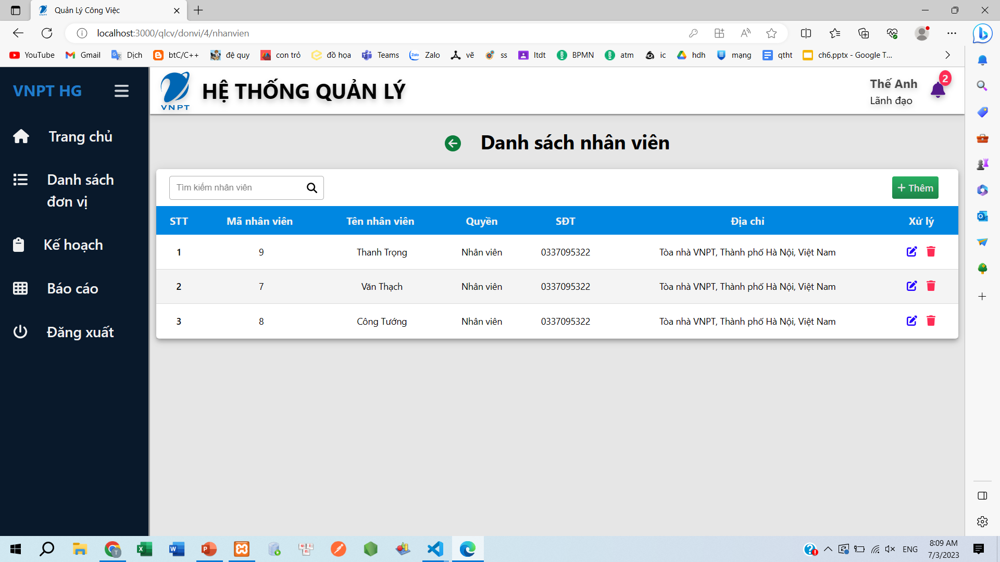 Quản Lý Công Việc
localhost:3000/qlcv/donvi/4/nhanvien
YouTube Gmail Dịch btC/C++ đệ quy con trỏ đồ họa Teams Zalo vẽ ss ltdt BPMN atm ic hdh mạng qtht ch6.pptx - Google T...
VNPT HG
VNPT
HỆ THỐNG QUẢN LÝ
Thế Anh
Lãnh đạo
2
Trang chủ
Danh sách
đơn vị
Kế hoạch
Báo cáo
Đăng xuất
Danh sách nhân viên
Tìm kiếm nhân viên
+ Thêm
STT Mã nhân viên Tên nhân viên Quyền SĐT Địa chỉ Xử lý
1 9 Thanh Trọng Nhân viên 0337095322 Tòa nhà VNPT, Thành phố Hà Nội, Việt Nam
2 7 Văn Thạch Nhân viên 0337095322 Tòa nhà VNPT, Thành phố Hà Nội, Việt Nam
3 8 Công Tướng Nhân viên 0337095322 Tòa nhà VNPT, Thành phố Hà Nội, Việt Nam
ENG
8:09 AM
7/3/2023